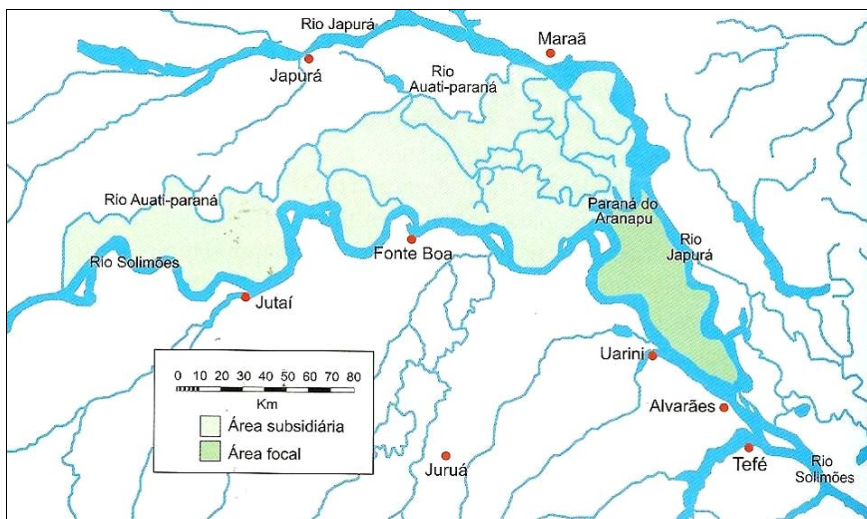 Rio Japurá
Maraã
Japurá
Rio
Auati-paraná
Rio Auati-paraná
Paraná do
Aranapu
Rio
Japurá
Rio Solimões
Fonte Boa
Jutaí
Uarini
Alvarães
Juruá
Tefé
Rio
Solimões
0 10 20 30 40 50 60 70 80
Km
Área subsidiária
Área focal